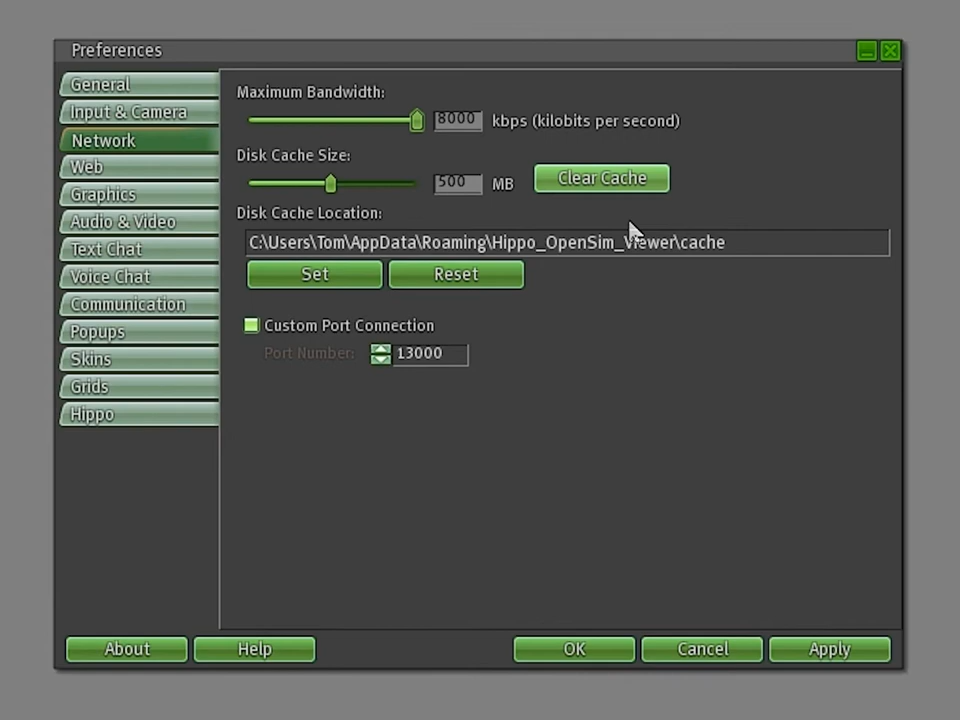 Preferences
General
Input & Camera
Network
Web
Graphics
Audio & Video
Text Chat
Voice Chat
Communication
Popups
Skins
Grids
Hippo
Maximum Bandwidth:
8000 kbps (kilobits per second)
Disk Cache Size:
500 MB Clear Cache
Disk Cache Location:
C:\Users\Tom\AppData\Roaming\Hippo_OpenSim_Viewer\cache
Set Reset
Custom Port Connection
Port Number: 13000
About Help OK Cancel Apply